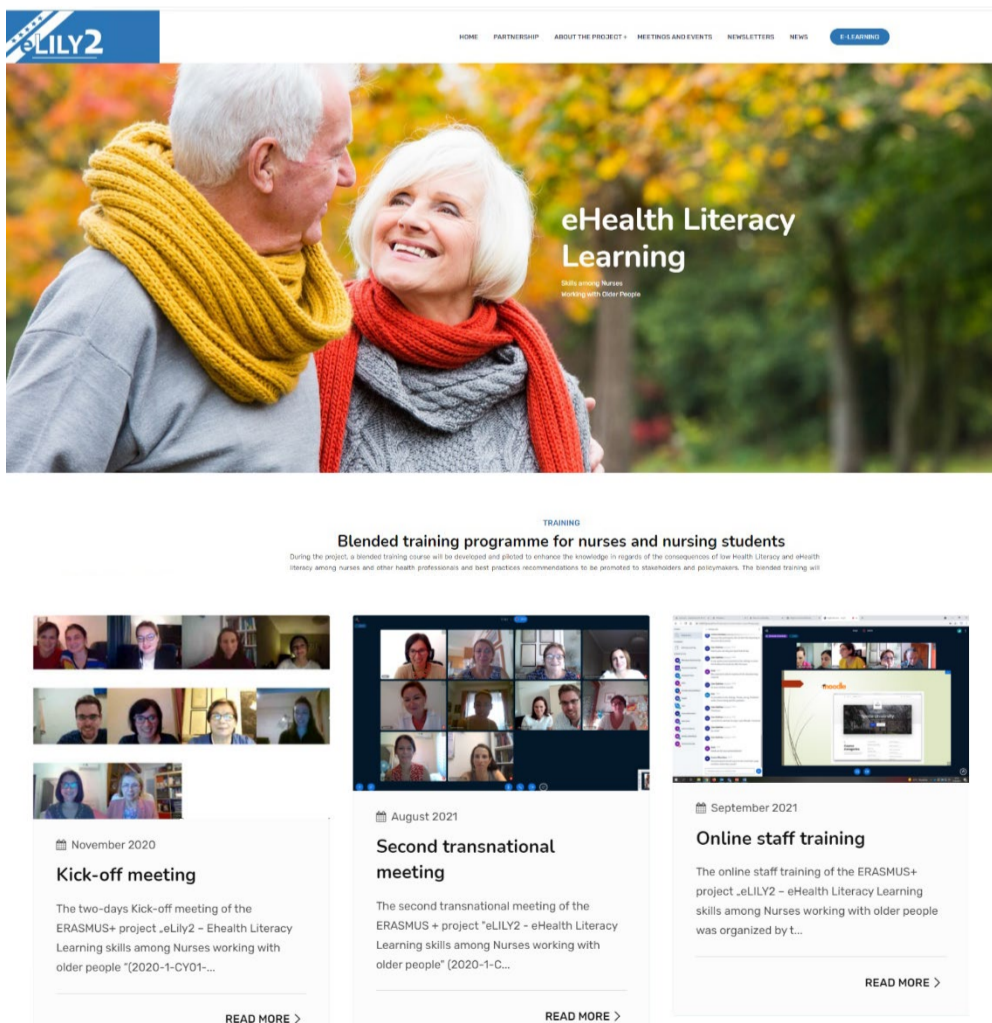 eLILY2
HOME PARTNERSHIP ABOUT THE PROJECT + MEETINGS AND EVENTS NEWSLETTERS NEWS E-LEARNING
eHealth Literacy
Learning
Skills among Nurses
Working with Older People
TRAINING
Blended training programme for nurses and nursing students
During the project, a blended training course will be developed and piloted to enhance the knowledge in regards of the consequences of low Health Literacy and eHealth
literacy among nurses and other health professionals and best practices recommendations to be promoted to stakeholders and policymakers. The blended training will
moodle
November 2020
Kick-off meeting
The two-days Kick-off meeting of the
ERASMUS+ project „eLily2 – Ehealth Literacy
Learning skills among Nurses working with
older people "(2020-1-CY01-...
READ MORE >
August 2021
Second transnational
meeting
The second transnational meeting of the
ERASMUS + project "eLILY2 - eHealth Literacy
Learning skills among Nurses working with
older people" (2020-1-C...
READ MORE >
September 2021
Online staff training
The online staff training of the ERASMUS+
project „eLILY2 – eHealth Literacy Learning
skills among Nurses working with older people
was organized by t...
READ MORE >